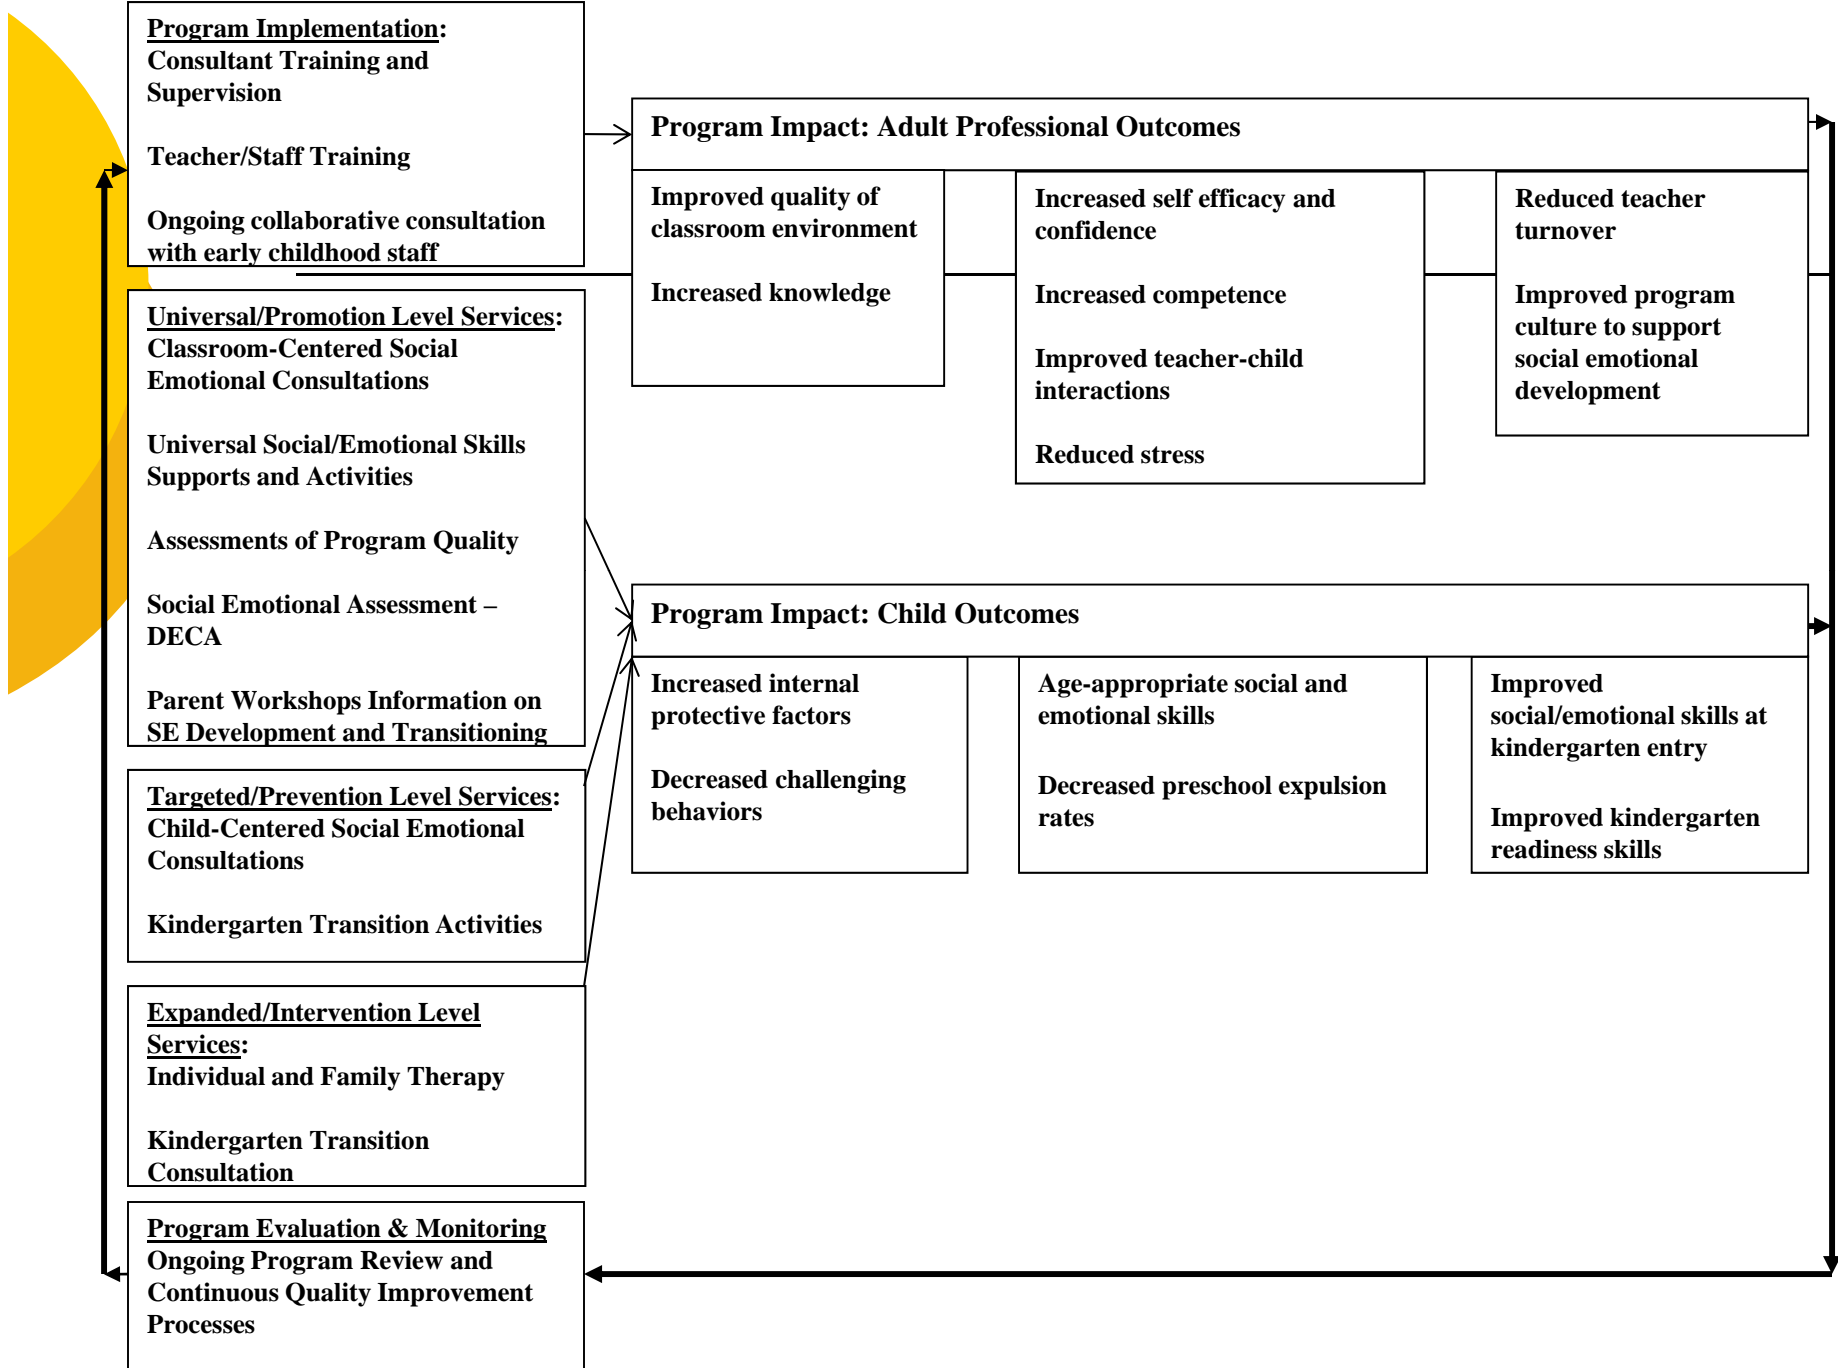 Program Implementation:
Consultant Training and
Supervision
Teacher/Staff Training
Ongoing collaborative consultation
with early childhood staff
Universal/Promotion Level Services:
Classroom-Centered Social
Emotional Consultations
Universal Social/Emotional Skills
Supports and Activities
Assessments of Program Quality
Social Emotional Assessment –
DECA
Parent Workshops Information on
SE Development and Transitioning
Targeted/Prevention Level Services:
Child-Centered Social Emotional
Consultations
Kindergarten Transition Activities
Expanded/Intervention Level
Services:
Individual and Family Therapy
Kindergarten Transition
Consultation
Program Evaluation & Monitoring
Ongoing Program Review and
Continuous Quality Improvement
Processes
Program Impact: Adult Professional Outcomes
Improved quality of
classroom environment
Increased knowledge
Increased self efficacy and
confidence
Increased competence
Improved teacher-child
interactions
Reduced stress
Reduced teacher
turnover
Improved program
culture to support
social emotional
development
Program Impact: Child Outcomes
Increased internal
protective factors
Decreased challenging
behaviors
Age-appropriate social and
emotional skills
Decreased preschool expulsion
rates
Improved
social/emotional skills at
kindergarten entry
Improved kindergarten
readiness skills